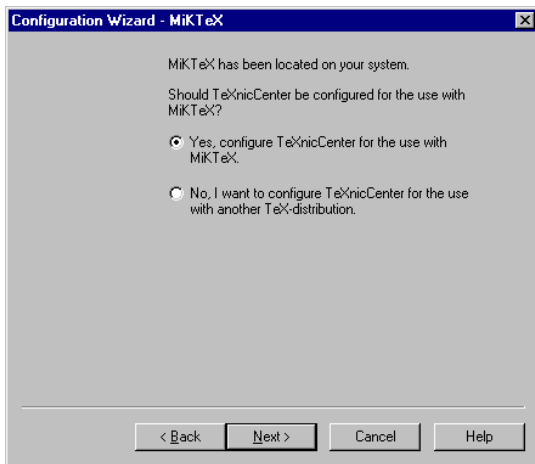 Configuration Wizard - MiKTeX
MiKTeX has been located on your system.
Should TeXnicCenter be configured for the use with
MiKTeX?
Yes, configure TeXnicCenter for the use with
MiKTeX.
No, I want to configure TeXnicCenter for the use
with another TeX-distribution.
< Back Next > Cancel Help